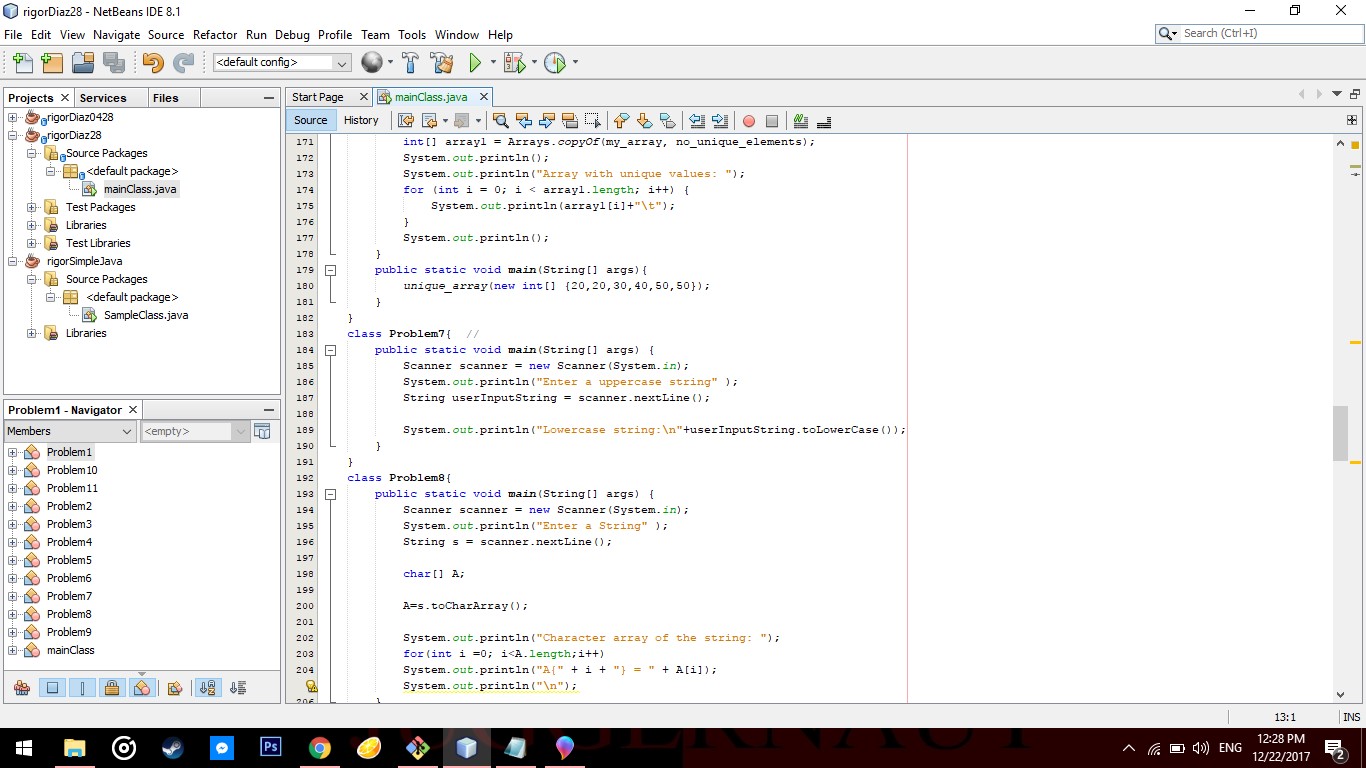 rigorDiaz28 - NetBeans IDE 8.1
File Edit View Navigate Source Refactor Run Debug Profile Team Tools Window Help
Search (Ctrl+I)
<default config>
Projects Services Files
rigorDiaz0428
rigorDiaz28
Source Packages
<default package>
mainClass.java
Test Packages
Libraries
Test Libraries
rigorSimpleJava
Source Packages
<default package>
SampleClass.java
Libraries
Problem1 - Navigator
Members <empty>
Problem1
Problem10
Problem11
Problem2
Problem3
Problem4
Problem5
Problem6
Problem7
Problem8
Problem9
mainClass
Start Page mainClass.java
Source History
171 int[] array1 = Arrays.copyOf(my_array, no_unique_elements);
172 System.out.println();
173 System.out.println("Array with unique values: ");
174 for (int i = 0; i < array1.length; i++) {
175 System.out.println(array1[i]+"\t");
176 }
177 System.out.println();
178 }
179 public static void main(String[] args){
180 unique_array(new int[] {20,20,30,40,50,50});
181 }
182 }
183 class Problem7{ //
184 public static void main(String[] args) {
185 Scanner scanner = new Scanner(System.in);
186 System.out.println("Enter a uppercase string" );
187 String userInputString = scanner.nextLine();
188
189 System.out.println("Lowercase string:\n"+userInputString.toLowerCase());
190 }
191 }
192 class Problem8{
193 public static void main(String[] args) {
194 Scanner scanner = new Scanner(System.in);
195 System.out.println("Enter a String" );
196 String s = scanner.nextLine();
197
198 char[] A;
199
200 A=s.toCharArray();
201
202 System.out.println("Character array of the string: ");
203 for(int i =0; i<A.length;i++)
204 System.out.println("A{" + i + "} = " + A[i]);
System.out.println("\n");
206 }
13:1 INS
Ps
ENG
12:28 PM
12/22/2017
2